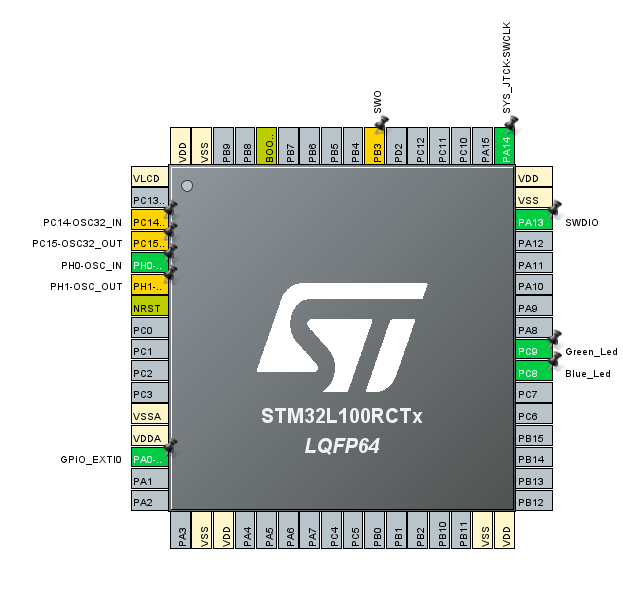 SWO
SYS_JTCK-SWCLK
VDD
VSS
PB9
PB8
BOO..
PB7
PB6
PB5
PB4
PB3
PD2
PC12
PC11
PC10
PA15
PA14
VLCD
PC13..
PC14-OSC32_IN PC14..
PC15-OSC32_OUT PC15..
PH0-OSC_IN PH0-..
PH1-OSC_OUT PH1-..
NRST
PC0
PC1
PC2
PC3
VSSA
VDDA
GPIO_EXTI0 PA0-..
PA1
PA2
VDD
VSS
PA13 SWDIO
PA12
PA11
PA10
PA9
PA8
PC9 Green_Led
PC8 Blue_Led
PC7
PC6
PB15
PB14
PB13
PB12
ST
STM32L100RCTx
LQFP64
PA3
VSS
VDD
PA4
PA5
PA6
PA7
PC4
PC5
PB0
PB1
PB2
PB10
PB11
VSS
VDD